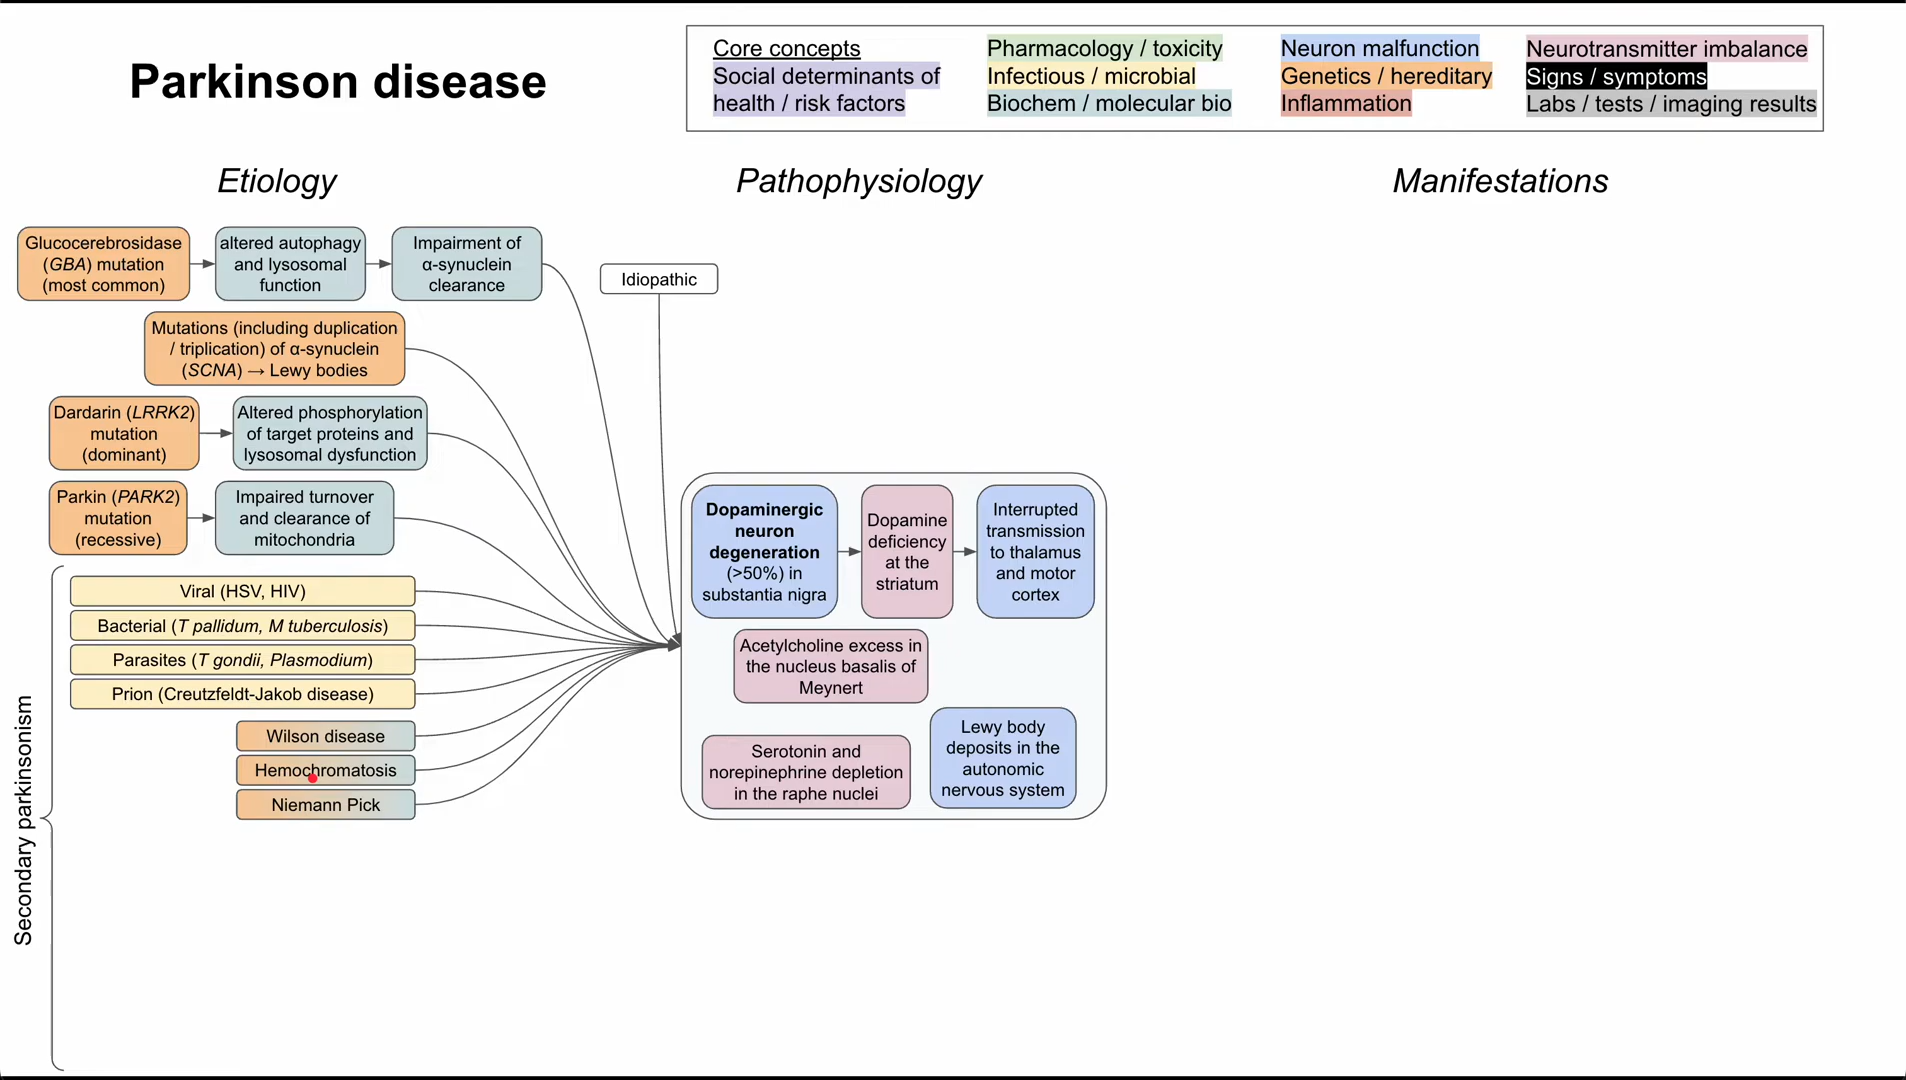 Parkinson disease
Core concepts
Social determinants of
health / risk factors
Pharmacology / toxicity
Infectious / microbial
Biochem / molecular bio
Neuron malfunction
Genetics / hereditary
Inflammation
Neurotransmitter imbalance
Signs / symptoms
Labs / tests / imaging results
Etiology
Pathophysiology
Manifestations
Glucocerebrosidase
(GBA) mutation
(most common)
altered autophagy
and lysosomal
function
Impairment of
α-synuclein
clearance
Idiopathic
Mutations (including duplication
/ triplication) of α-synuclein
(SCNA) → Lewy bodies
Dardarin (LRRK2)
mutation
(dominant)
Altered phosphorylation
of target proteins and
lysosomal dysfunction
Parkin (PARK2)
mutation
(recessive)
Impaired turnover
and clearance of
mitochondria
Secondary parkinsonism
Viral (HSV, HIV)
Bacterial (T pallidum, M tuberculosis)
Parasites (T gondii, Plasmodium)
Prion (Creutzfeldt-Jakob disease)
Wilson disease
Hemochromatosis
Niemann Pick
Dopaminergic
neuron
degeneration
(>50%) in
substantia nigra
Dopamine
deficiency
at the
striatum
Interrupted
transmission
to thalamus
and motor
cortex
Acetylcholine excess in
the nucleus basalis of
Meynert
Serotonin and
norepinephrine depletion
in the raphe nuclei
Lewy body
deposits in the
autonomic
nervous system